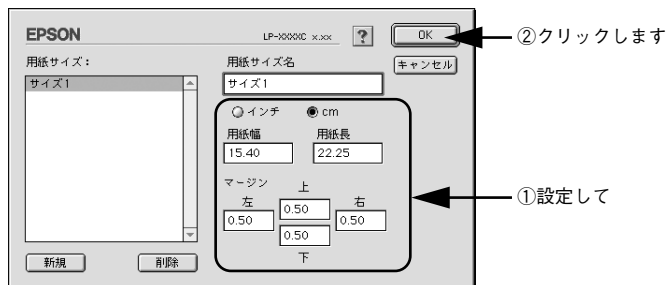 EPSON
LP-XXXXC x.xx
?
OK
②クリックします
用紙サイズ：
用紙サイズ名
キャンセル
サイズ1
サイズ1
インチ
cm
用紙幅
用紙長
15.40
22.25
マージン
上
左
右
0.50
0.50
0.50
0.50
下
①設定して
新規
削除